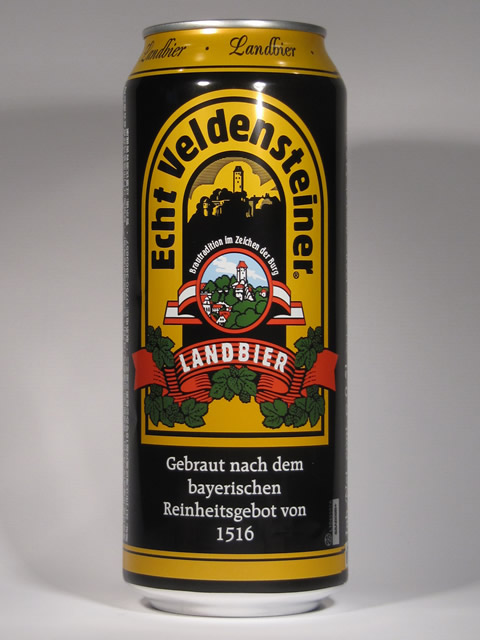 Landbier · Landbier ·
Echt Veldensteiner®
Brautradition im Zeichen der Burg
LANDBIER
Gebraut nach dem
bayerischen
Reinheitsgebot von
1516